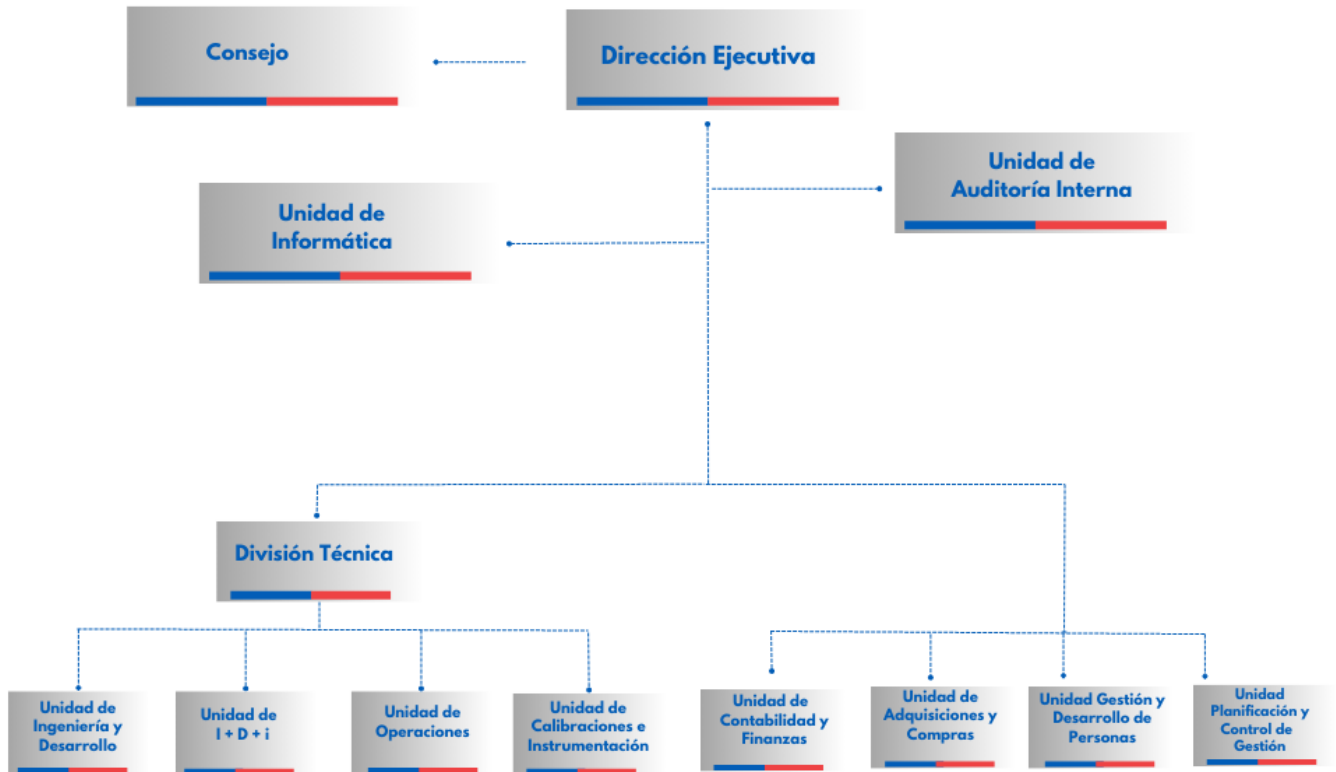 Consejo
Dirección Ejecutiva
Unidad de
Auditoría Interna
Unidad de
Informática
División Técnica
Unidad de
Ingeniería y
Desarrollo
Unidad de
I + D + i
Unidad de
Operaciones
Unidad de
Calibraciones e
Instrumentación
Unidad de
Contabilidad y
Finanzas
Unidad de
Adquisiciones y
Compras
Unidad Gestión y
Desarrollo de
Personas
Unidad
Planificación y
Control de
Gestión